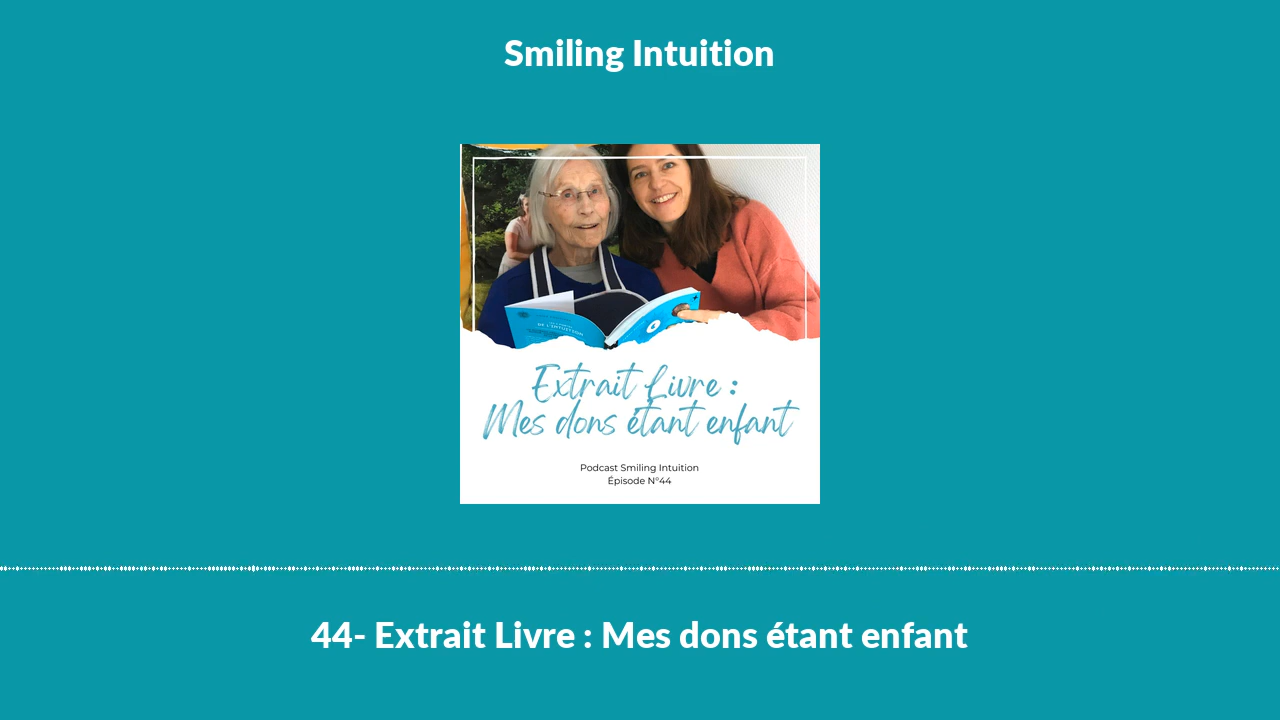 Smiling Intuition
Extrait Livre :
Mes dons étant enfant
Podcast Smiling Intuition
Épisode N°44
44- Extrait Livre : Mes dons étant enfant